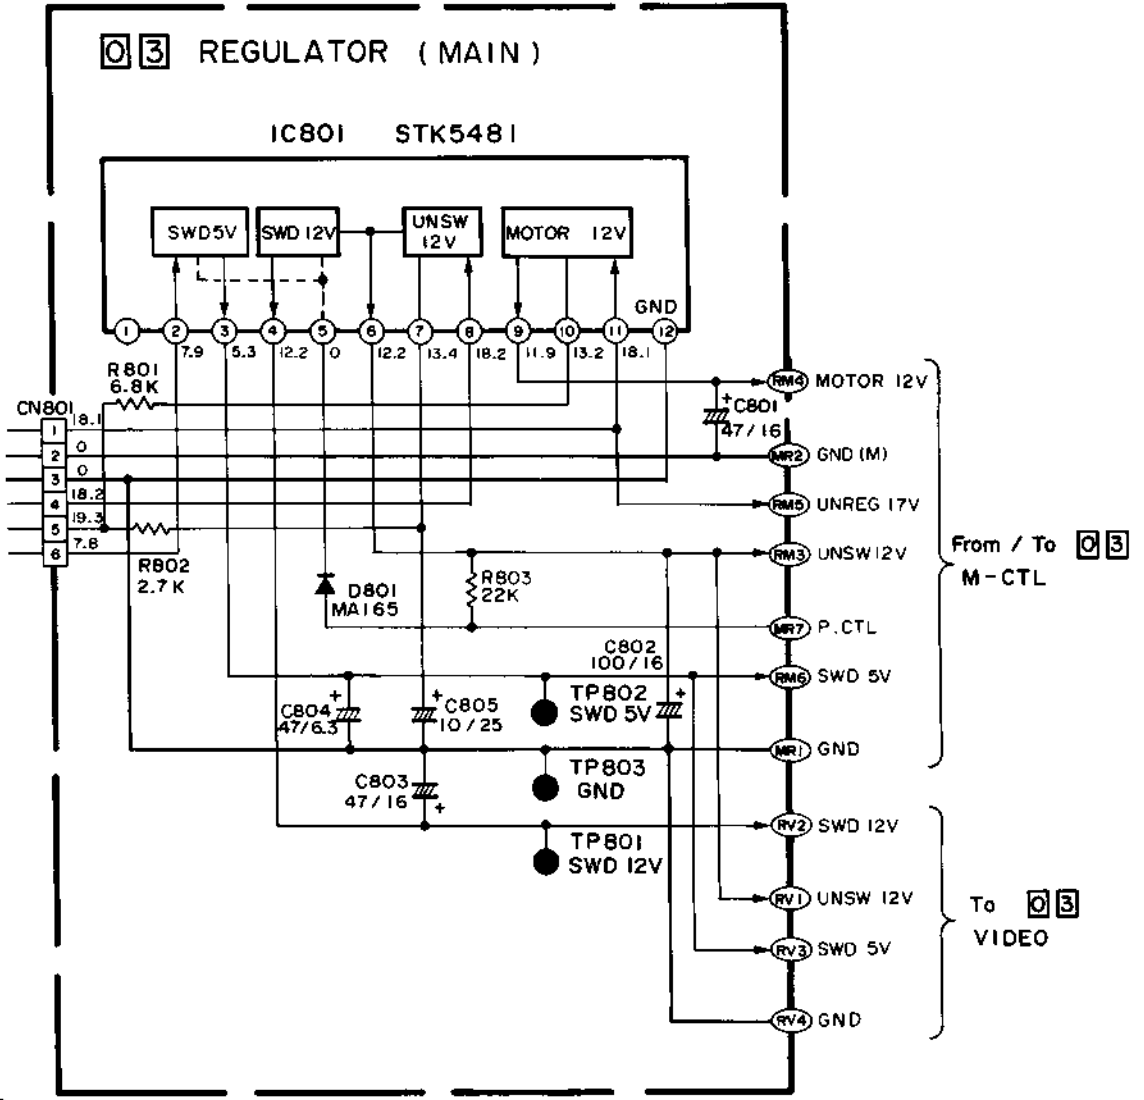 03 REGULATOR (MAIN)
IC801 STK5481
SWD5V
SWD 12V
UNSW
12V
MOTOR 12V
GND
1 2 3 4 5 6 7 8 9 10 11 12
7.9 5.3 12.2 0 12.2 13.4 18.2 11.9 13.2 18.1
R801
6.8K
CN801
1 18.1
2 0
3 0
4 18.2
5 19.3
6 7.8
R802
2.7K
D801
MA165
R803
22K
+ C801
47/16
RM4 MOTOR 12V
MR2 GND (M)
RM5 UNREG 17V
RM3 UNSW 12V
MR7 P.CTL
RM6 SWD 5V
MR1 GND
From / To 03
M-CTL
C802
100/16
+
TP802
SWD 5V
+
C804
47/6.3
+
C805
10/25
TP803
GND
C803
47/16
+
TP801
SWD 12V
RV2 SWD 12V
RV1 UNSW 12V
RV3 SWD 5V
RV4 GND
To 03
VIDEO